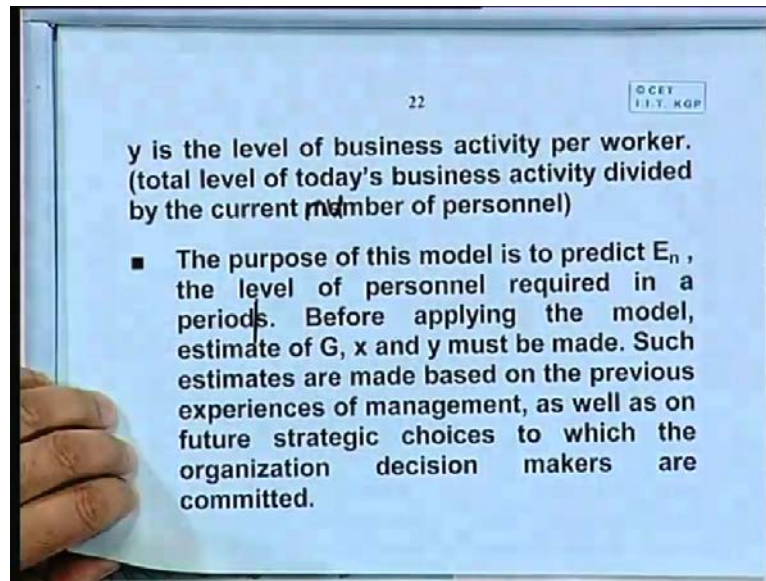 22
© CET
I.I.T. KGP
y is the level of business activity per worker.
(total level of today's business activity divided
by the current number of personnel)
■ The purpose of this model is to predict Eₙ ,
the level of personnel required in a
periods. Before applying the model,
estimate of G, x and y must be made. Such
estimates are made based on the previous
experiences of management, as well as on
future strategic choices to which the
organization decision makers are
committed.